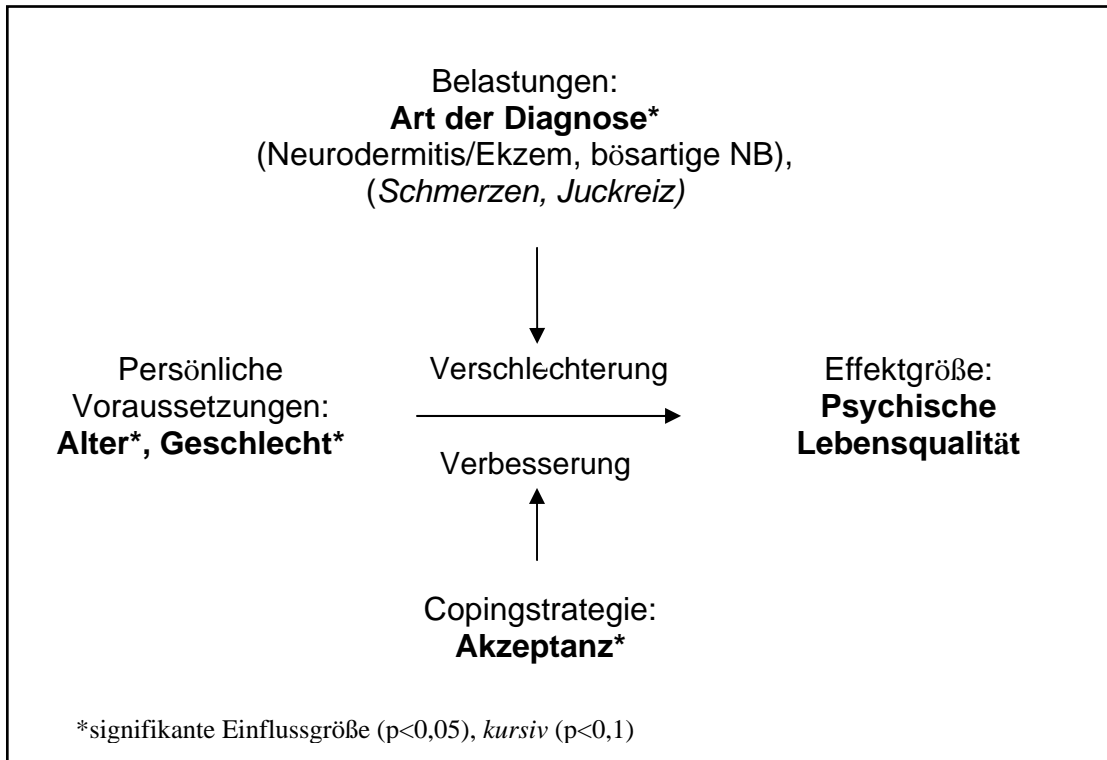 Belastungen:
Art der Diagnose*
(Neurodermitis/Ekzem, bösartige NB),
(Schmerzen, Juckreiz)
Persönliche
Voraussetzungen:
Alter*, Geschlecht*
Verschlechterung
Verbesserung
Effektgröße:
Psychische
Lebensqualität
Copingstrategie:
Akzeptanz*
*signifikante Einflussgröße (p<0,05), kursiv (p<0,1)